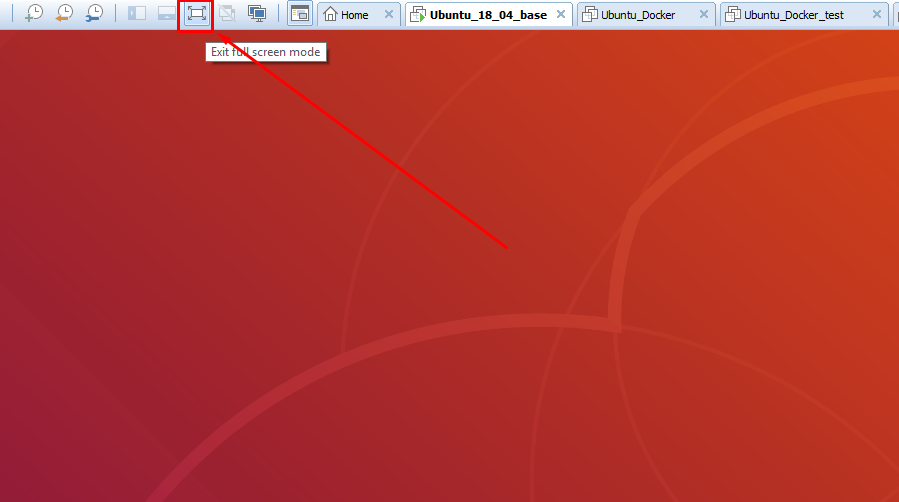 Home
Ubuntu_18_04_base
Ubuntu_Docker
Ubuntu_Docker_test
Exit full screen mode